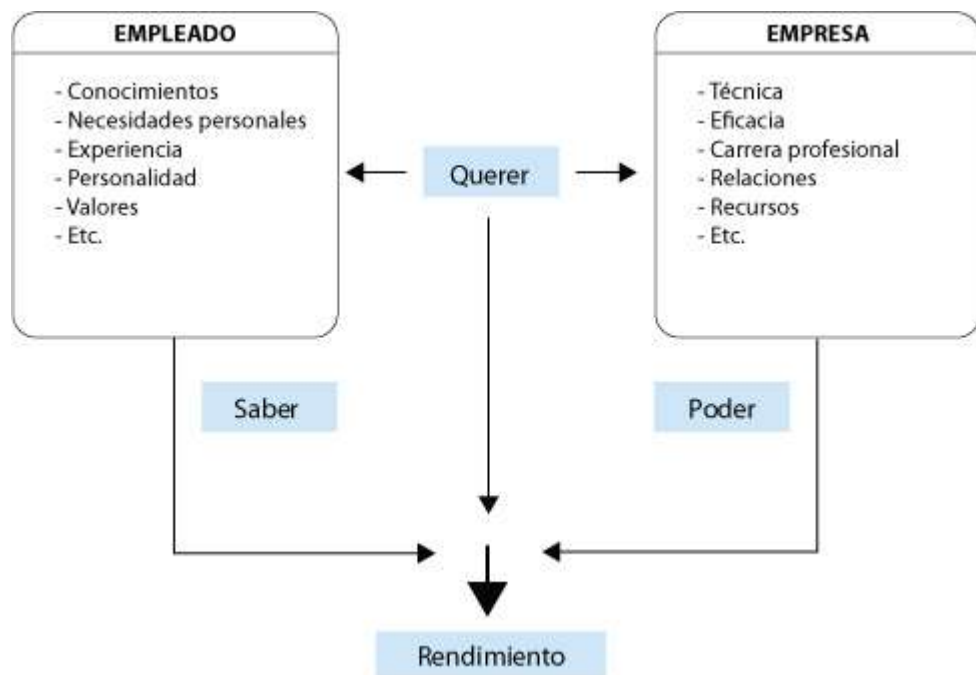 EMPLEADO
- Conocimientos
- Necesidades personales
- Experiencia
- Personalidad
- Valores
- Etc.
Querer
EMPRESA
- Técnica
- Eficacia
- Carrera profesional
- Relaciones
- Recursos
- Etc.
Saber
Poder
Rendimiento